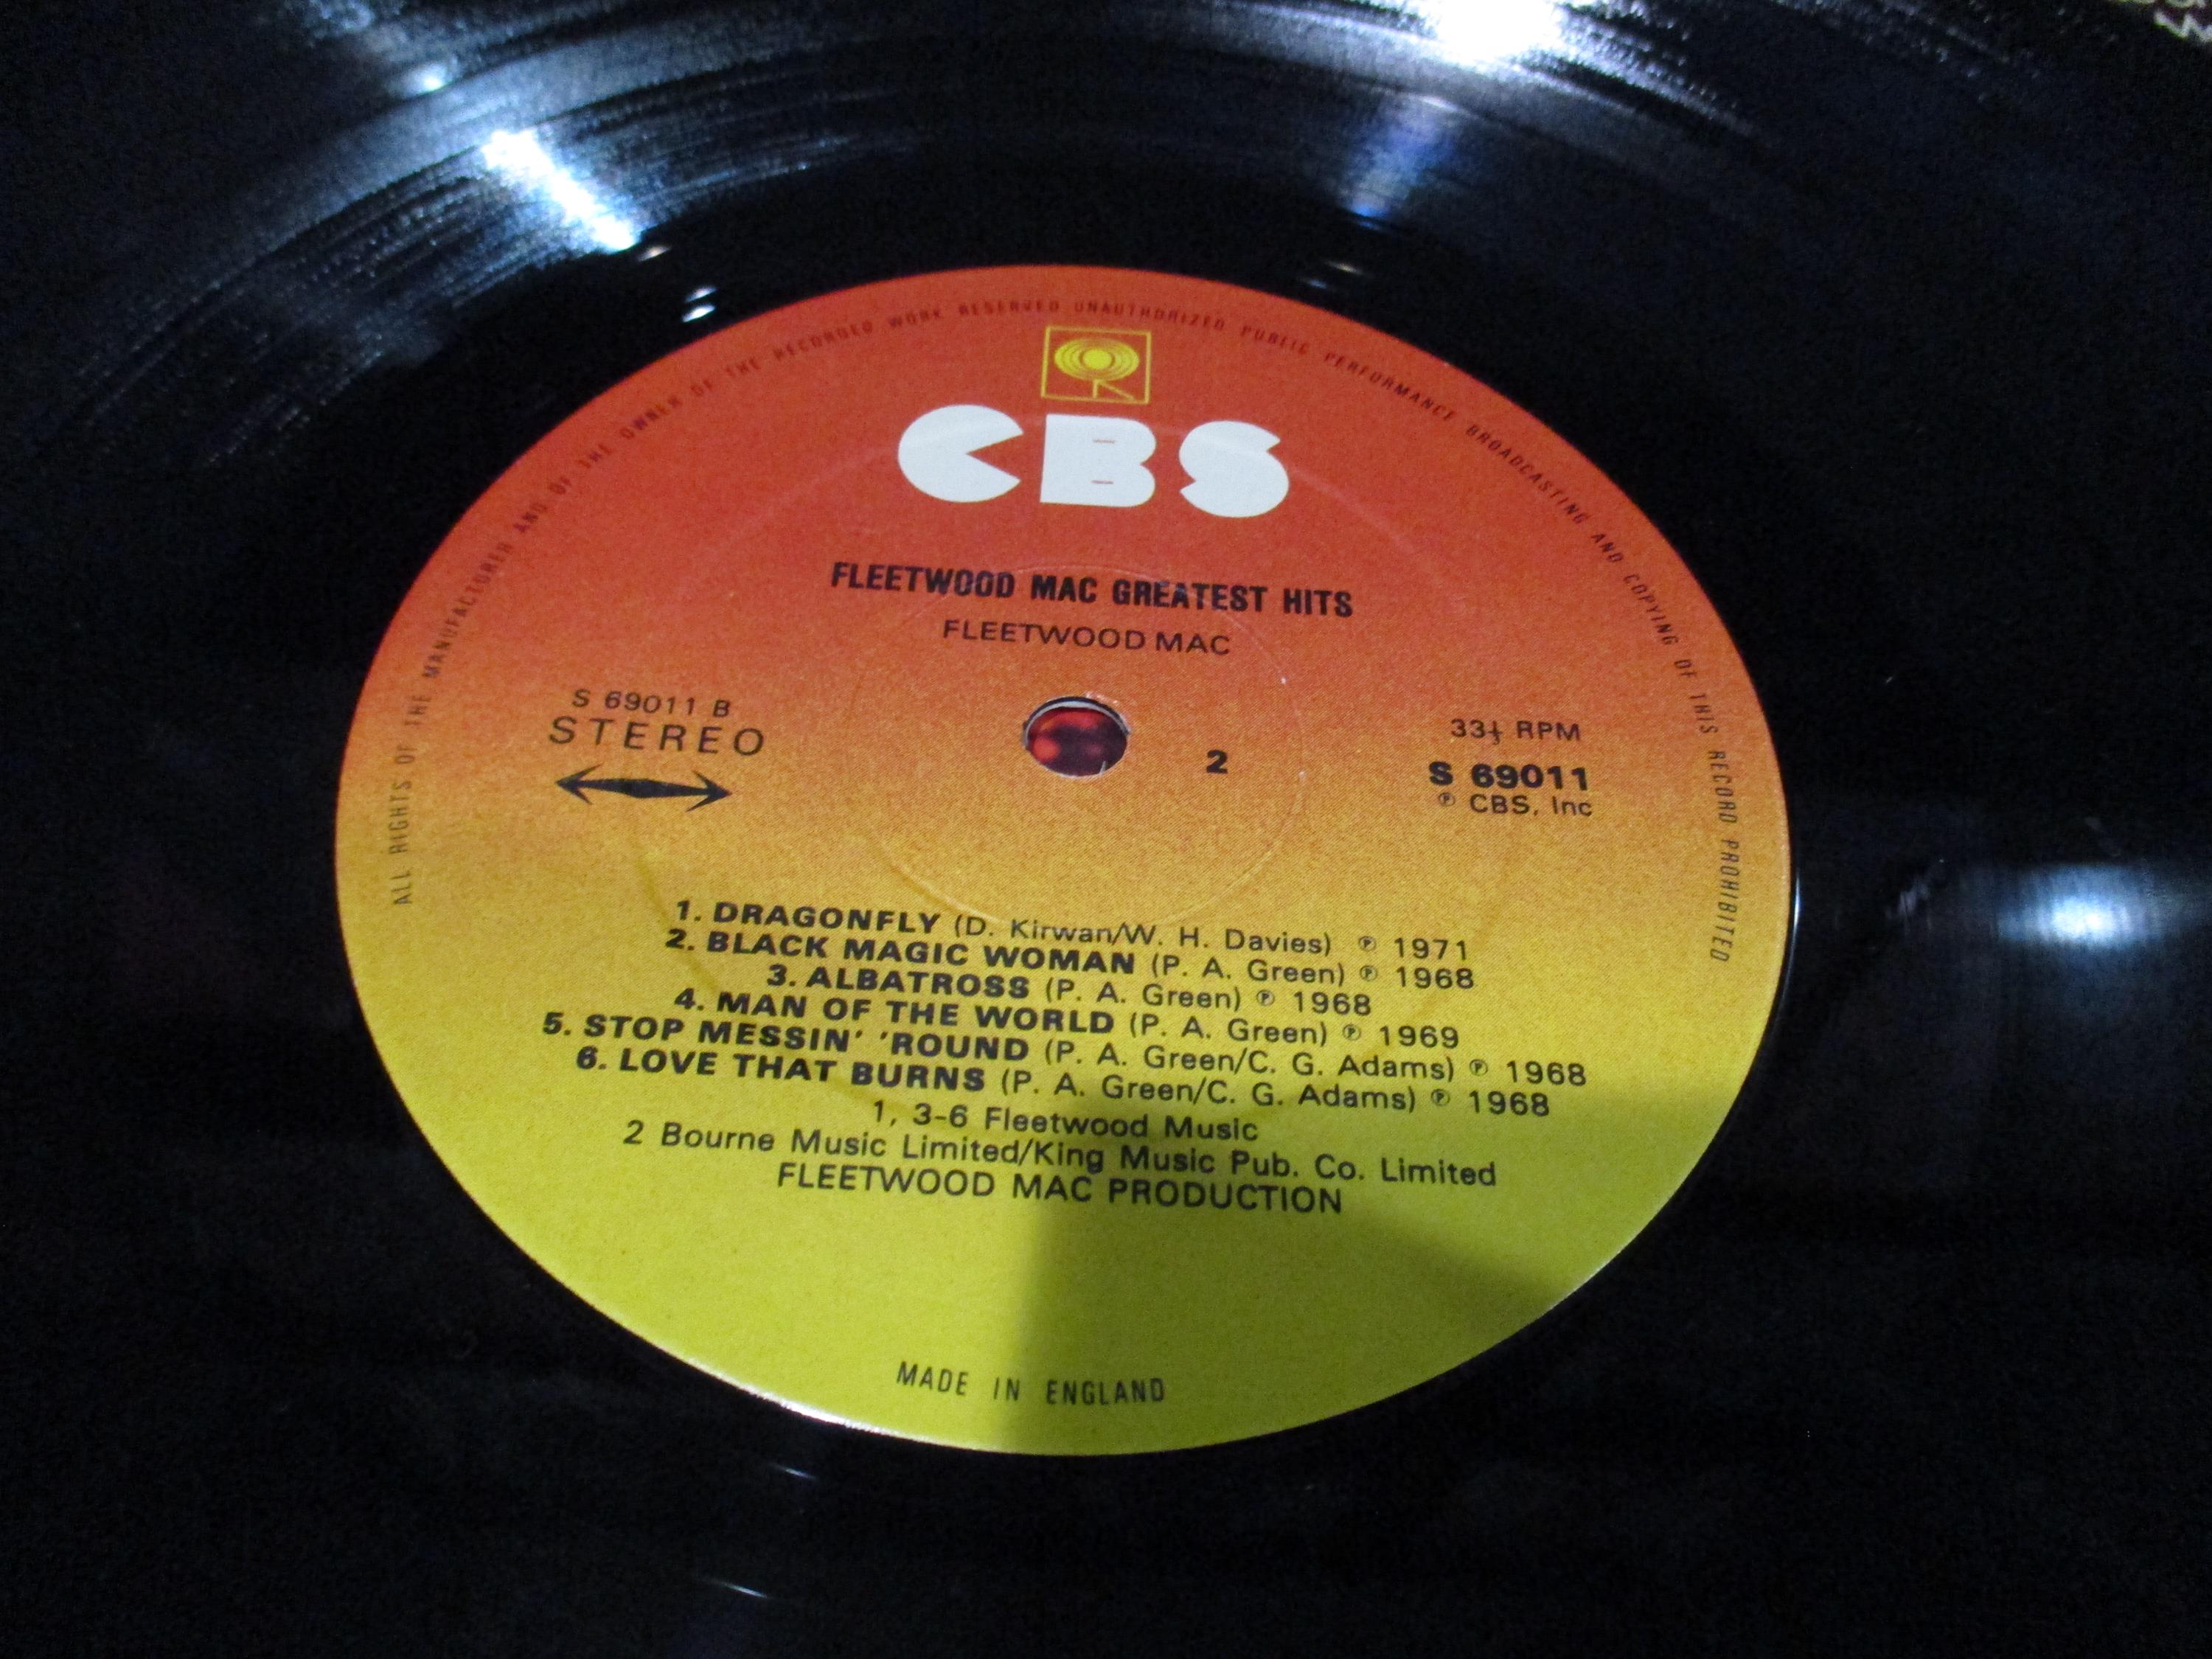 ALL RIGHTS OF THE MANUFACTURER AND OF THE OWNER OF THE RECORDED WORK RESERVED UNAUTHORIZED PUBLIC PERFORMANCE BROADCASTING AND COPYING OF THIS RECORD PROHIBITED
CBS
FLEETWOOD MAC GREATEST HITS
FLEETWOOD MAC
S 69011 B
STEREO
2
33⅓ RPM
S 69011
℗ CBS, Inc
1. DRAGONFLY (D. Kirwan/W. H. Davies) ℗ 1971
2. BLACK MAGIC WOMAN (P. A. Green) ℗ 1968
3. ALBATROSS (P. A. Green) ℗ 1968
4. MAN OF THE WORLD (P. A. Green) ℗ 1969
5. STOP MESSIN' 'ROUND (P. A. Green/C. G. Adams) ℗ 1968
6. LOVE THAT BURNS (P. A. Green/C. G. Adams) ℗ 1968
1, 3-6 Fleetwood Music
2 Bourne Music Limited/King Music Pub. Co. Limited
FLEETWOOD MAC PRODUCTION
MADE IN ENGLAND